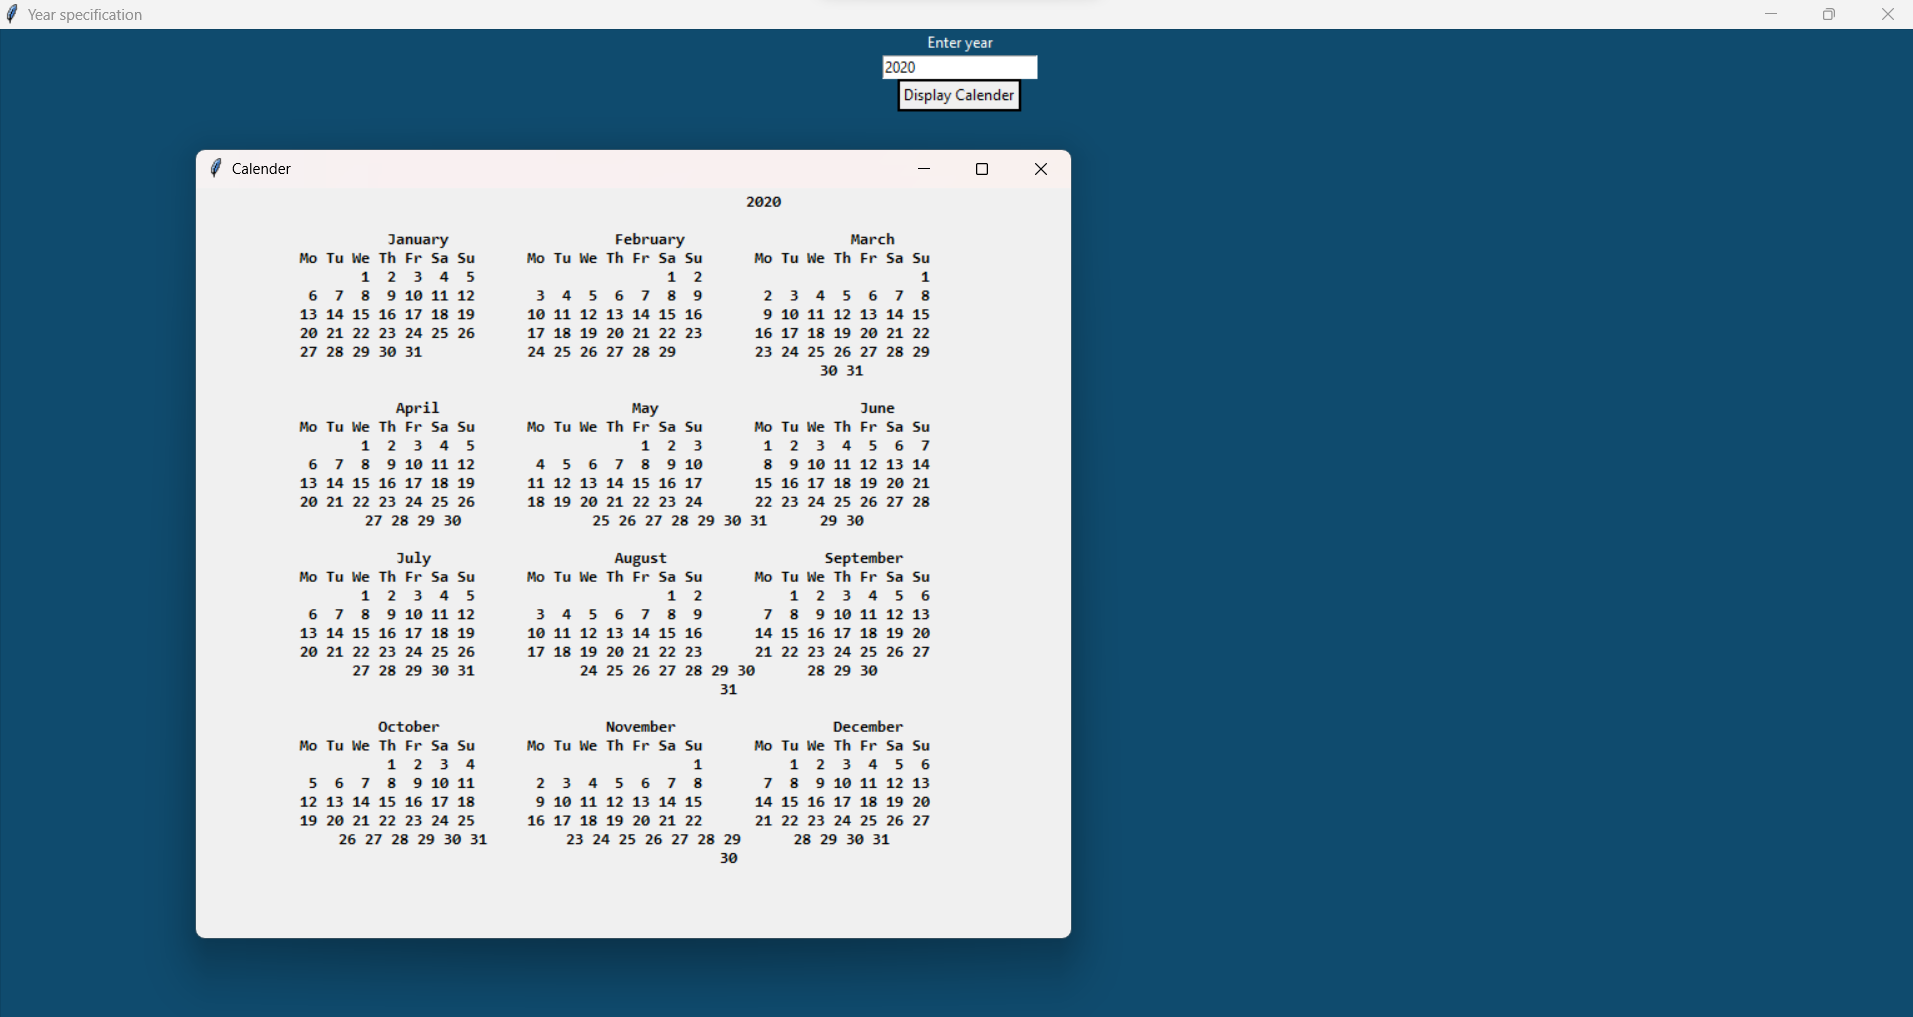 Year specification
Enter year
2020
Display Calender
Calender
2020
January February March
Mo Tu We Th Fr Sa Su Mo Tu We Th Fr Sa Su Mo Tu We Th Fr Sa Su
1 2 3 4 5 1 2 1
6 7 8 9 10 11 12 3 4 5 6 7 8 9 2 3 4 5 6 7 8
13 14 15 16 17 18 19 10 11 12 13 14 15 16 9 10 11 12 13 14 15
20 21 22 23 24 25 26 17 18 19 20 21 22 23 16 17 18 19 20 21 22
27 28 29 30 31 24 25 26 27 28 29 23 24 25 26 27 28 29
30 31
April May June
Mo Tu We Th Fr Sa Su Mo Tu We Th Fr Sa Su Mo Tu We Th Fr Sa Su
1 2 3 4 5 1 2 3 1 2 3 4 5 6 7
6 7 8 9 10 11 12 4 5 6 7 8 9 10 8 9 10 11 12 13 14
13 14 15 16 17 18 19 11 12 13 14 15 16 17 15 16 17 18 19 20 21
20 21 22 23 24 25 26 18 19 20 21 22 23 24 22 23 24 25 26 27 28
27 28 29 30 25 26 27 28 29 30 31 29 30
July August September
Mo Tu We Th Fr Sa Su Mo Tu We Th Fr Sa Su Mo Tu We Th Fr Sa Su
1 2 3 4 5 1 2 1 2 3 4 5 6
6 7 8 9 10 11 12 3 4 5 6 7 8 9 7 8 9 10 11 12 13
13 14 15 16 17 18 19 10 11 12 13 14 15 16 14 15 16 17 18 19 20
20 21 22 23 24 25 26 17 18 19 20 21 22 23 21 22 23 24 25 26 27
27 28 29 30 31 24 25 26 27 28 29 30 28 29 30
31
October November December
Mo Tu We Th Fr Sa Su Mo Tu We Th Fr Sa Su Mo Tu We Th Fr Sa Su
1 2 3 4 1 1 2 3 4 5 6
5 6 7 8 9 10 11 2 3 4 5 6 7 8 7 8 9 10 11 12 13
12 13 14 15 16 17 18 9 10 11 12 13 14 15 14 15 16 17 18 19 20
19 20 21 22 23 24 25 16 17 18 19 20 21 22 21 22 23 24 25 26 27
26 27 28 29 30 31 23 24 25 26 27 28 29 28 29 30 31
30